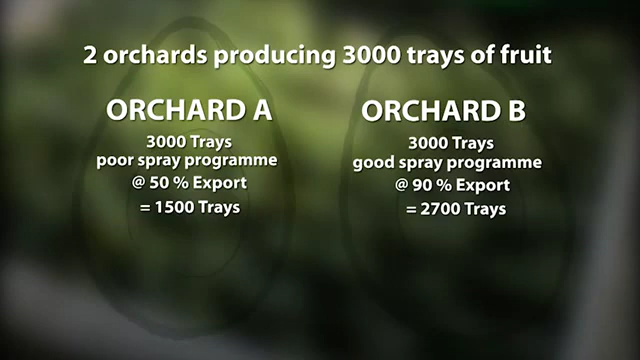 2 orchards producing 3000 trays of fruit
ORCHARD A
3000 Trays
poor spray programme
@ 50 % Export
= 1500 Trays
ORCHARD B
3000 Trays
good spray programme
@ 90 % Export
= 2700 Trays